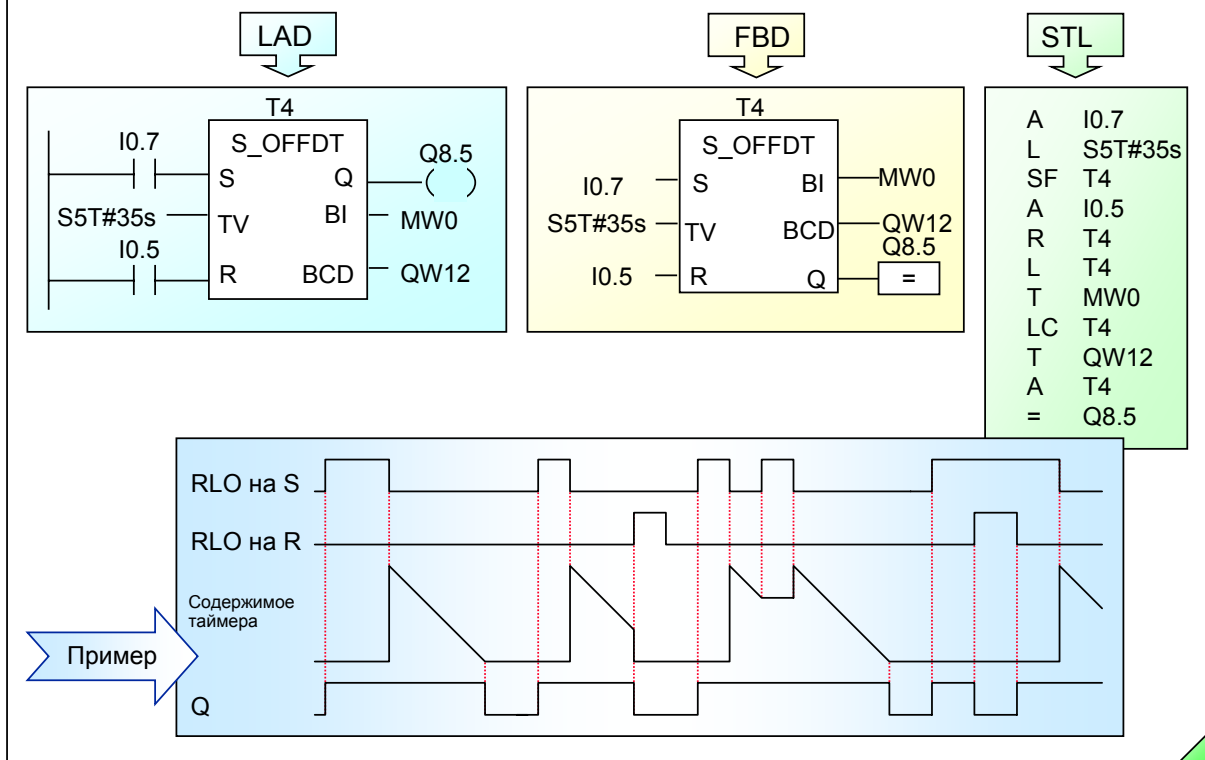 LAD
T4
S_OFFDT
I0.7
S
Q
Q8.5
( )
S5T#35s
TV
BI
MW0
I0.5
R
BCD
QW12
FBD
T4
S_OFFDT
I0.7
S
BI
MW0
S5T#35s
TV
BCD
QW12
Q8.5
I0.5
R
Q
=
STL
A I0.7
L S5T#35s
SF T4
A I0.5
R T4
L T4
T MW0
LC T4
T QW12
A T4
= Q8.5
RLO на S
RLO на R
Содержимое
таймера
Пример
Q